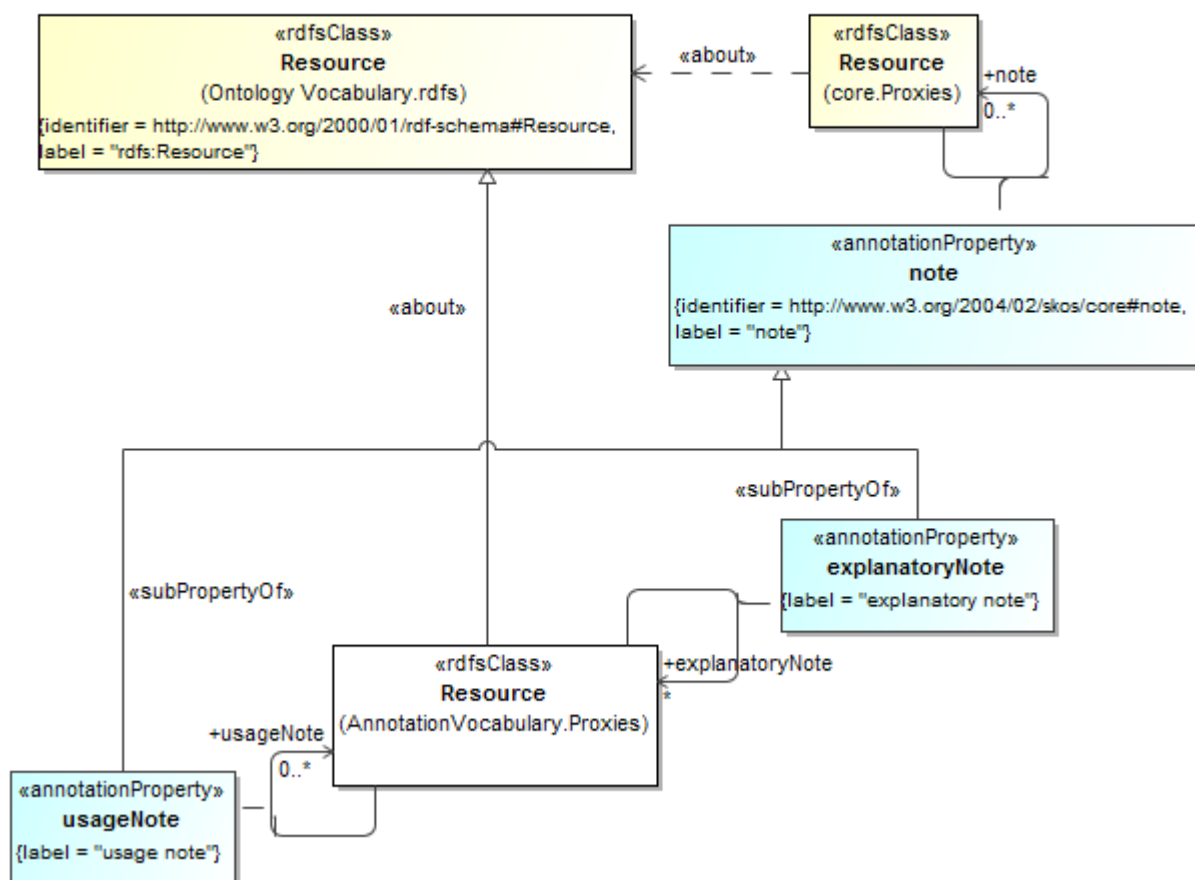 «rdfsClass»
Resource
(Ontology Vocabulary.rdfs)
{identifier = http://www.w3.org/2000/01/rdf-schema#Resource,
label = "rdfs:Resource"}
«about»
«rdfsClass»
Resource
(core.Proxies)
+note
0..*
«annotationProperty»
note
{identifier = http://www.w3.org/2004/02/skos/core#note,
label = "note"}
«about»
«subPropertyOf»
«annotationProperty»
explanatoryNote
{label = "explanatory note"}
«subPropertyOf»
«rdfsClass»
Resource
(AnnotationVocabulary.Proxies)
+explanatoryNote
*
+usageNote
0..*
«annotationProperty»
usageNote
{label = "usage note"}